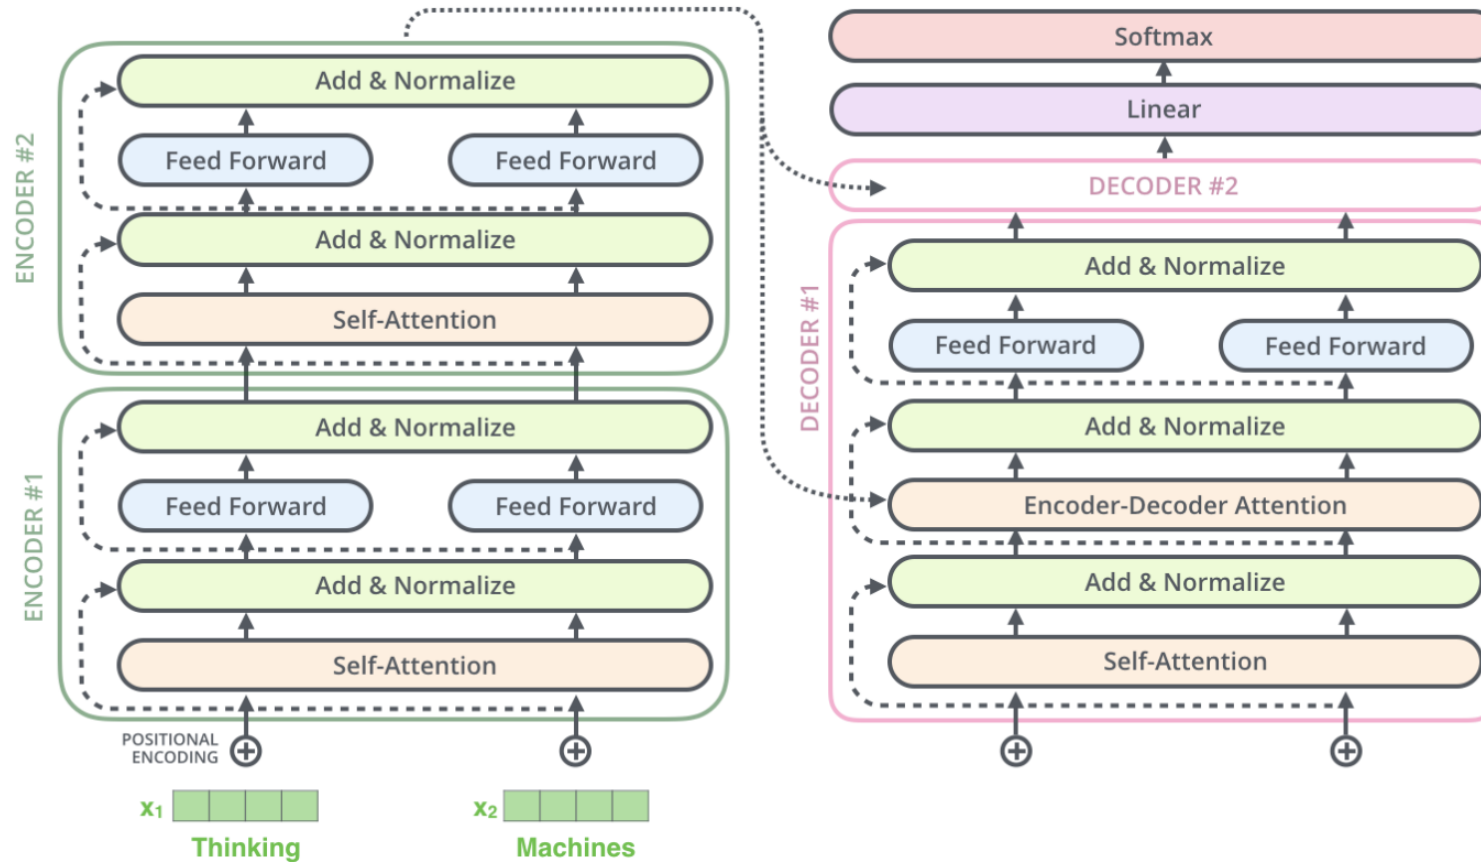 ENCODER #2
Add & Normalize
Feed Forward
Feed Forward
Add & Normalize
Self-Attention
ENCODER #1
Add & Normalize
Feed Forward
Feed Forward
Add & Normalize
Self-Attention
POSITIONAL
ENCODING
x₁
x₂
Thinking
Machines
Softmax
Linear
DECODER #2
DECODER #1
Add & Normalize
Feed Forward
Feed Forward
Add & Normalize
Encoder-Decoder Attention
Add & Normalize
Self-Attention